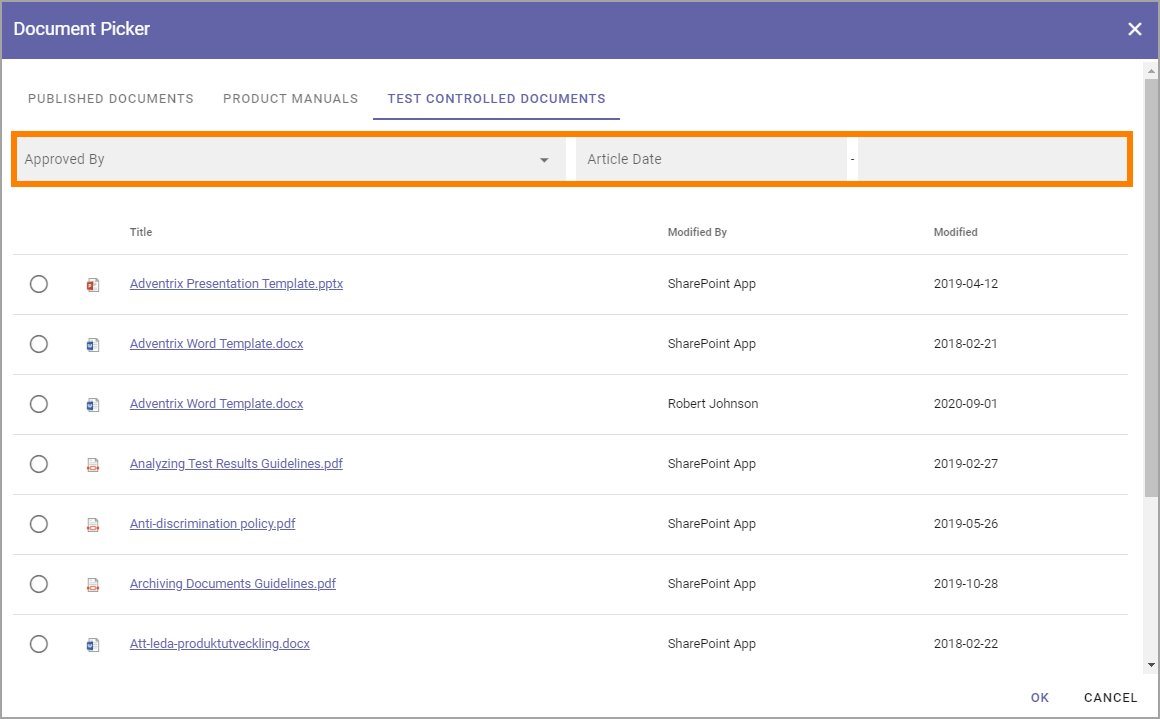 Document Picker
PUBLISHED DOCUMENTS PRODUCT MANUALS TEST CONTROLLED DOCUMENTS
Approved By Article Date -
Title Modified By Modified
Adventrix Presentation Template.pptx SharePoint App 2019-04-12
Adventrix Word Template.docx SharePoint App 2018-02-21
Adventrix Word Template.docx Robert Johnson 2020-09-01
Analyzing Test Results Guidelines.pdf SharePoint App 2019-02-27
Anti-discrimination policy.pdf SharePoint App 2019-05-26
Archiving Documents Guidelines.pdf SharePoint App 2019-10-28
Att-leda-produktutveckling.docx SharePoint App 2018-02-22
OK CANCEL